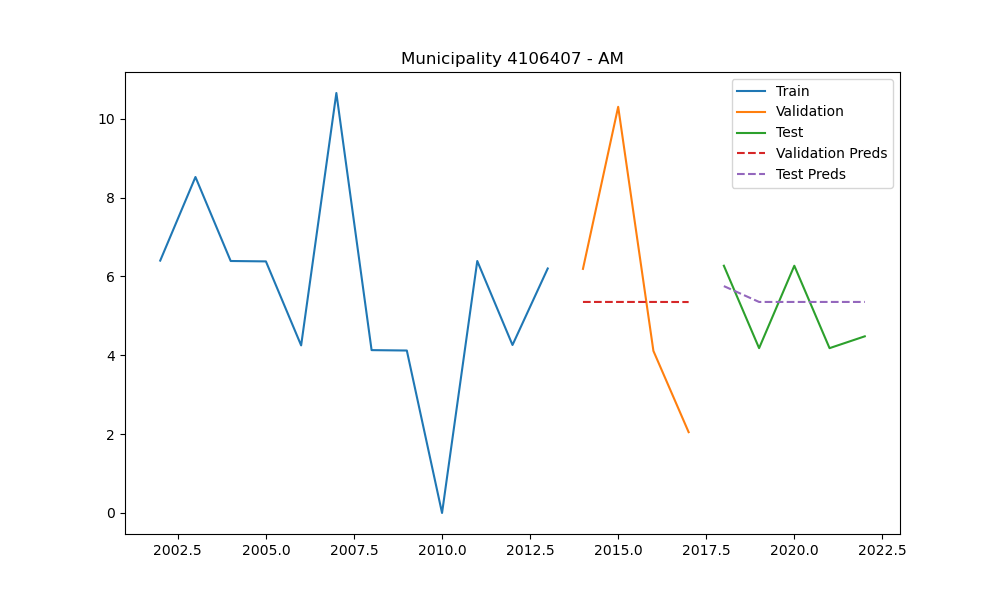 Municipality 4106407 - AM
Train
Validation
Test
Validation Preds
Test Preds
10
8
6
4
2
0
2002.5 2005.0 2007.5 2010.0 2012.5 2015.0 2017.5 2020.0 2022.5